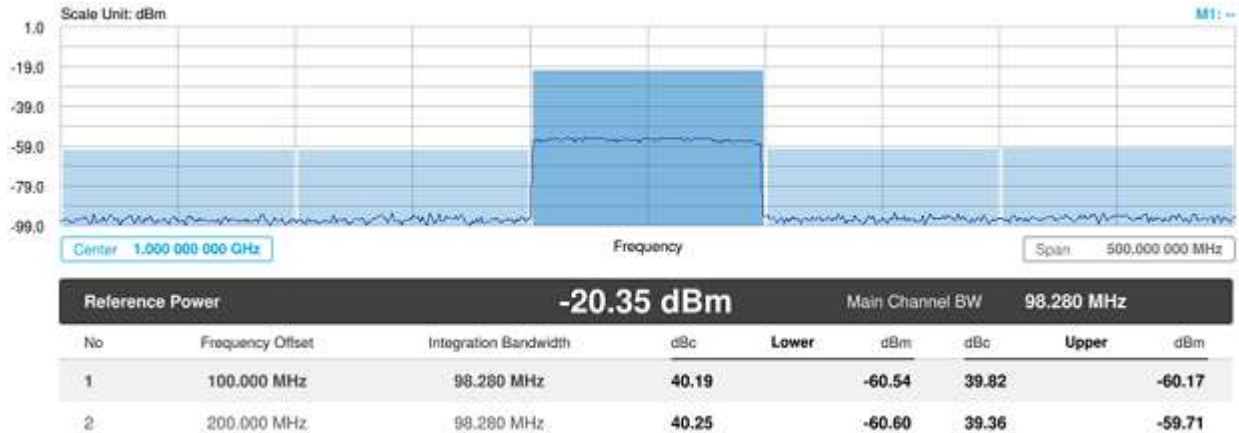 Scale Unit: dBm M1: --
1.0
-19.0
-39.0
-59.0
-79.0
-99.0
Center 1.000 000 000 GHz Frequency Span 500.000 000 MHz
Reference Power -20.35 dBm Main Channel BW 98.280 MHz
No Frequency Offset Integration Bandwidth dBc Lower dBm dBc Upper dBm
1 100.000 MHz 98.280 MHz 40.19 -60.54 39.82 -60.17
2 200.000 MHz 98.280 MHz 40.25 -60.60 39.36 -59.71